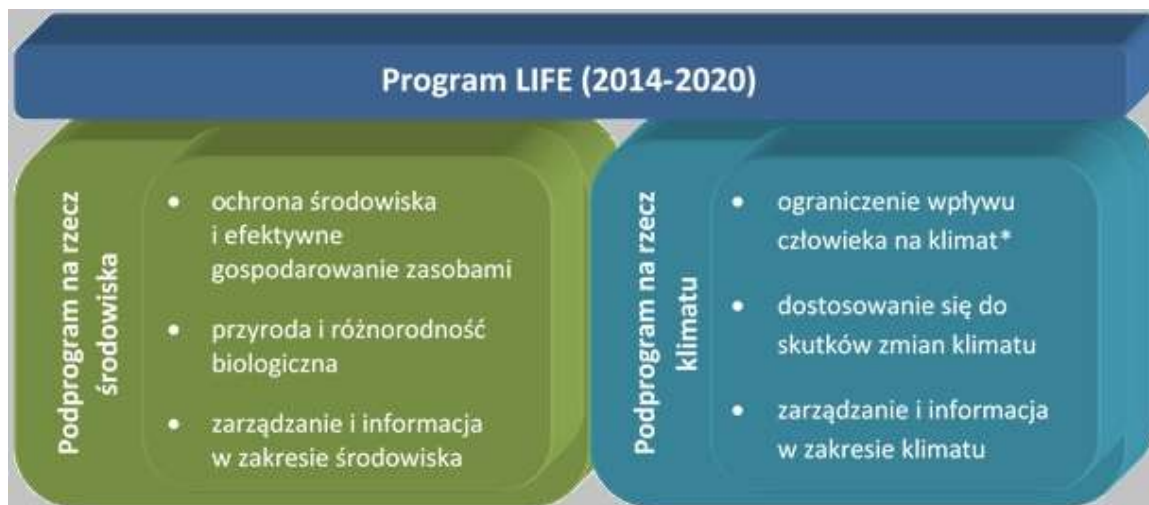 Program LIFE (2014-2020)
Podprogram na rzecz
środowiska
• ochrona środowiska
i efektywne
gospodarowanie zasobami
• przyroda i różnorodność
biologiczna
• zarządzanie i informacja
w zakresie środowiska
Podprogram na rzecz
klimatu
• ograniczenie wpływu
człowieka na klimat*
• dostosowanie się do
skutków zmian klimatu
• zarządzanie i informacja
w zakresie klimatu